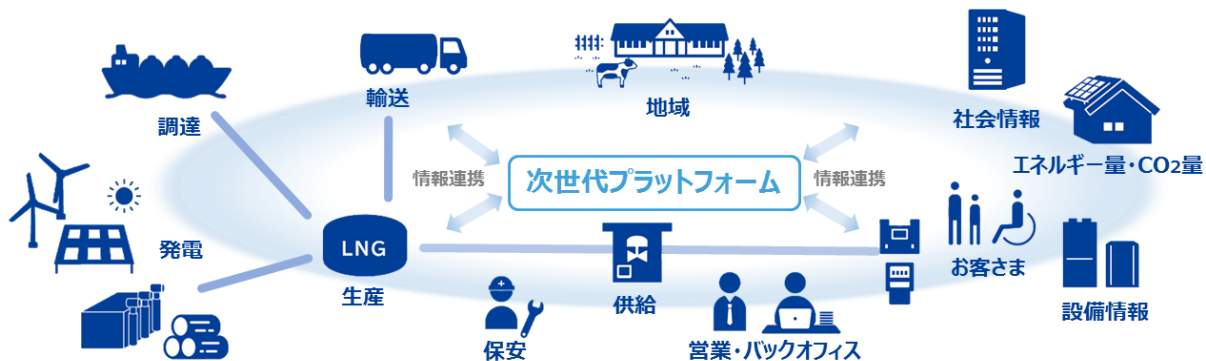 輸送
地域
調達
社会情報
エネルギー量・CO2量
情報連携
次世代プラットフォーム
情報連携
発電
LNG
生産
お客さま
供給
設備情報
保安
営業・バックオフィス